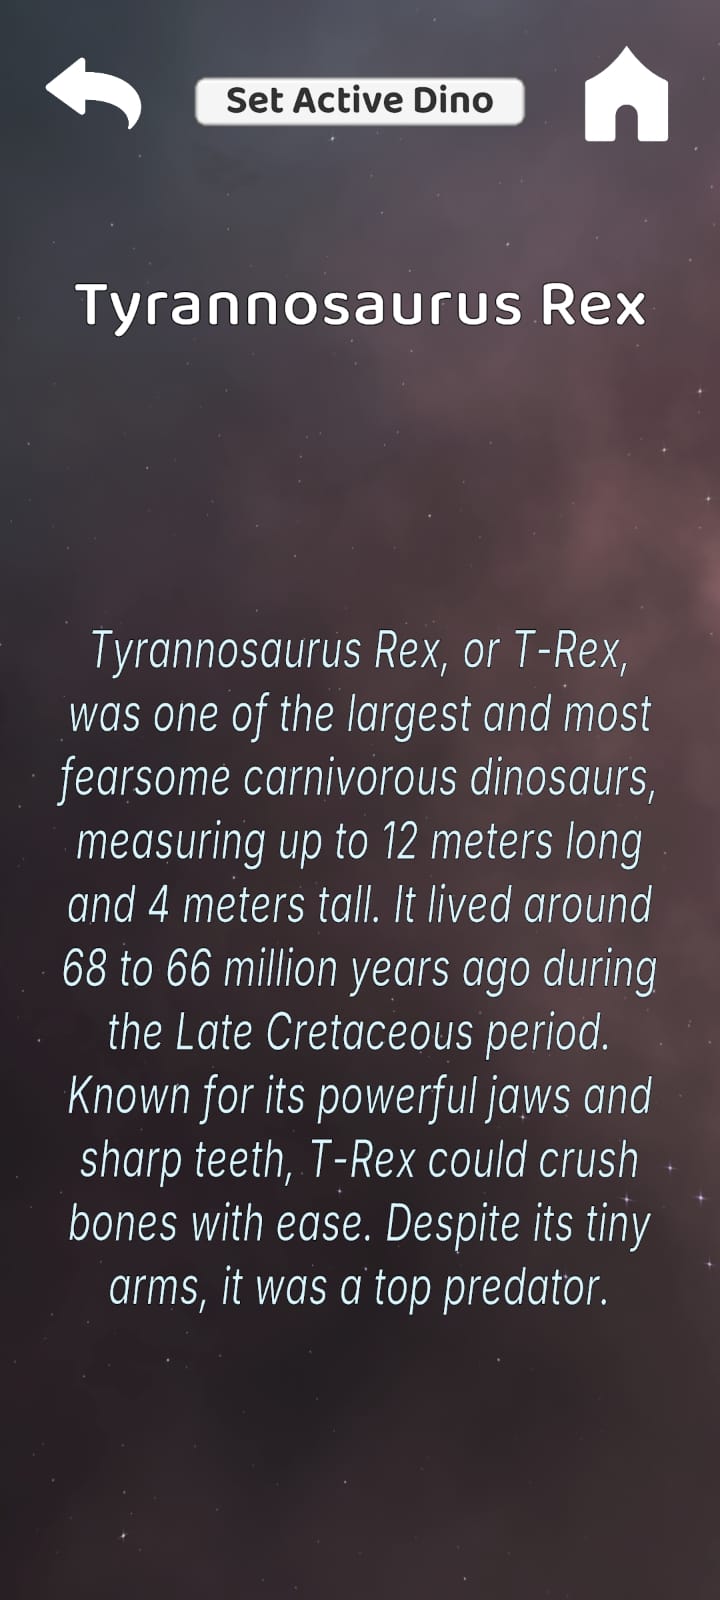 Set Active Dino
Tyrannosaurus Rex
Tyrannosaurus Rex, or T-Rex,
was one of the largest and most
fearsome carnivorous dinosaurs,
measuring up to 12 meters long
and 4 meters tall. It lived around
68 to 66 million years ago during
the Late Cretaceous period.
Known for its powerful jaws and
sharp teeth, T-Rex could crush
bones with ease. Despite its tiny
arms, it was a top predator.